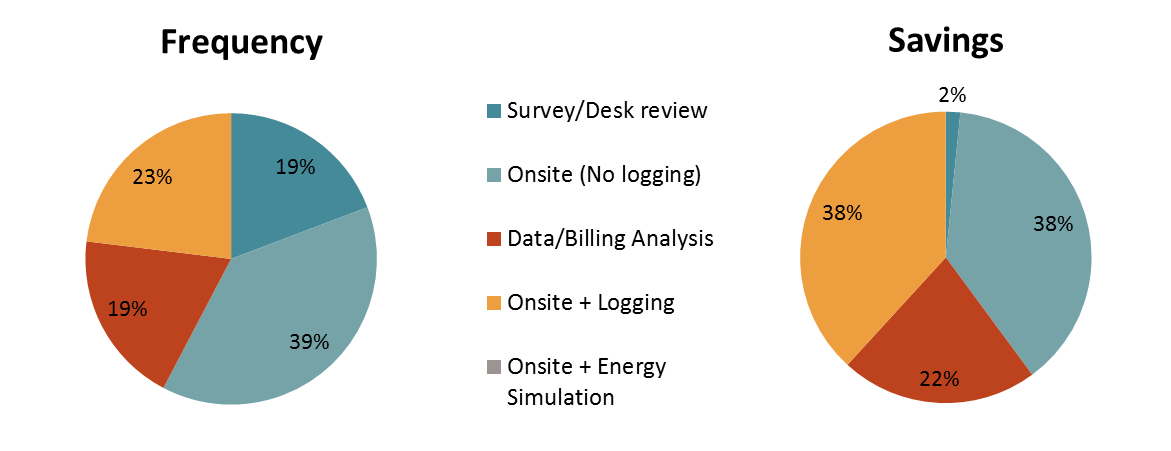 Frequency
19%
39%
19%
23%
Survey/Desk review
Onsite (No logging)
Data/Billing Analysis
Onsite + Logging
Onsite + Energy
Simulation
Savings
2%
38%
22%
38%